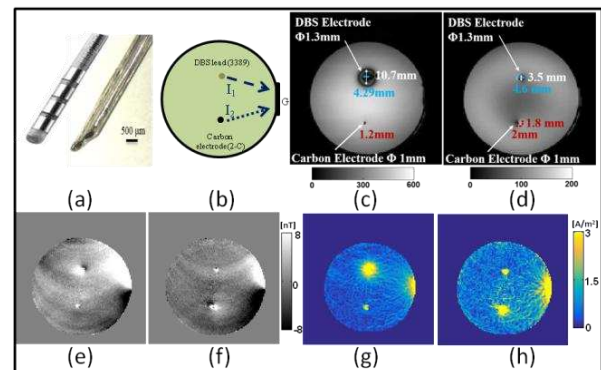 500 μm
(a)
DBS lead(3389)
I₁
I₂
Carbon
electrode(2-C)
G
(b)
DBS Electrode
Φ1.3mm
10.7mm
4.29mm
1.2mm
Carbon Electrode Φ 1mm
0 300 600
(c)
DBS Electrode
Φ1.3mm
3.5 mm
4.6 mm
1.8 mm
2mm
Carbon Electrode Φ 1mm
0 100 200
(d)
(e)
(f)
[nT]
8
0
-8
(g)
(h)
[A/m²]
3
1.5
0